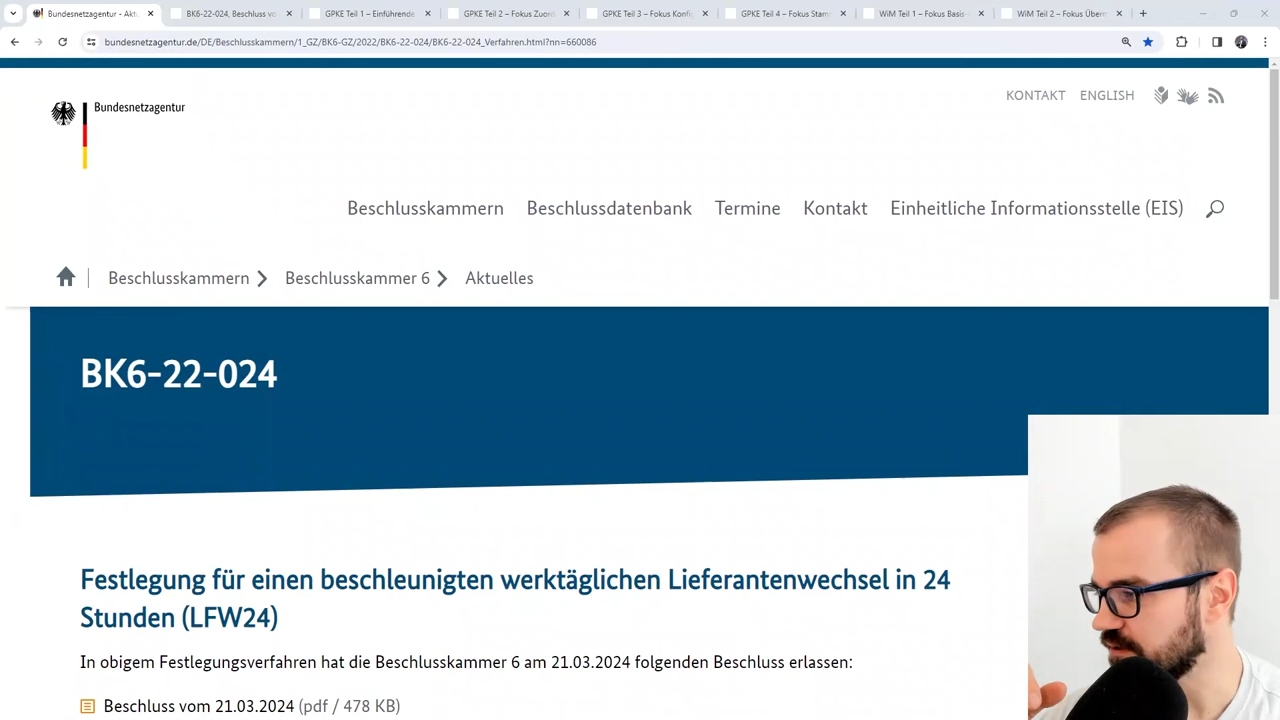 Bundesnetzagentur - Akt
BK6-22-024, Beschluss vo
GPKE Teil 1 – Einführende
GPKE Teil 2 – Fokus Zuord
GPKE Teil 3 – Fokus Konfig
GPKE Teil 4 – Fokus Stam
WiM Teil 1 – Fokus Basis-
WiM Teil 2 – Fokus Überm
bundesnetzagentur.de/DE/Beschlusskammern/1_GZ/BK6-GZ/2022/BK6-22-024/BK6-22-024_Verfahren.html?nn=660086
Bundesnetzagentur
KONTAKT ENGLISH
Beschlusskammern Beschlussdatenbank Termine Kontakt Einheitliche Informationsstelle (EIS)
Beschlusskammern Beschlusskammer 6 Aktuelles
BK6-22-024
Festlegung für einen beschleunigten werktäglichen Lieferantenwechsel in 24
Stunden (LFW24)
In obigem Festlegungsverfahren hat die Beschlusskammer 6 am 21.03.2024 folgenden Beschluss erlassen:
Beschluss vom 21.03.2024 (pdf / 478 KB)